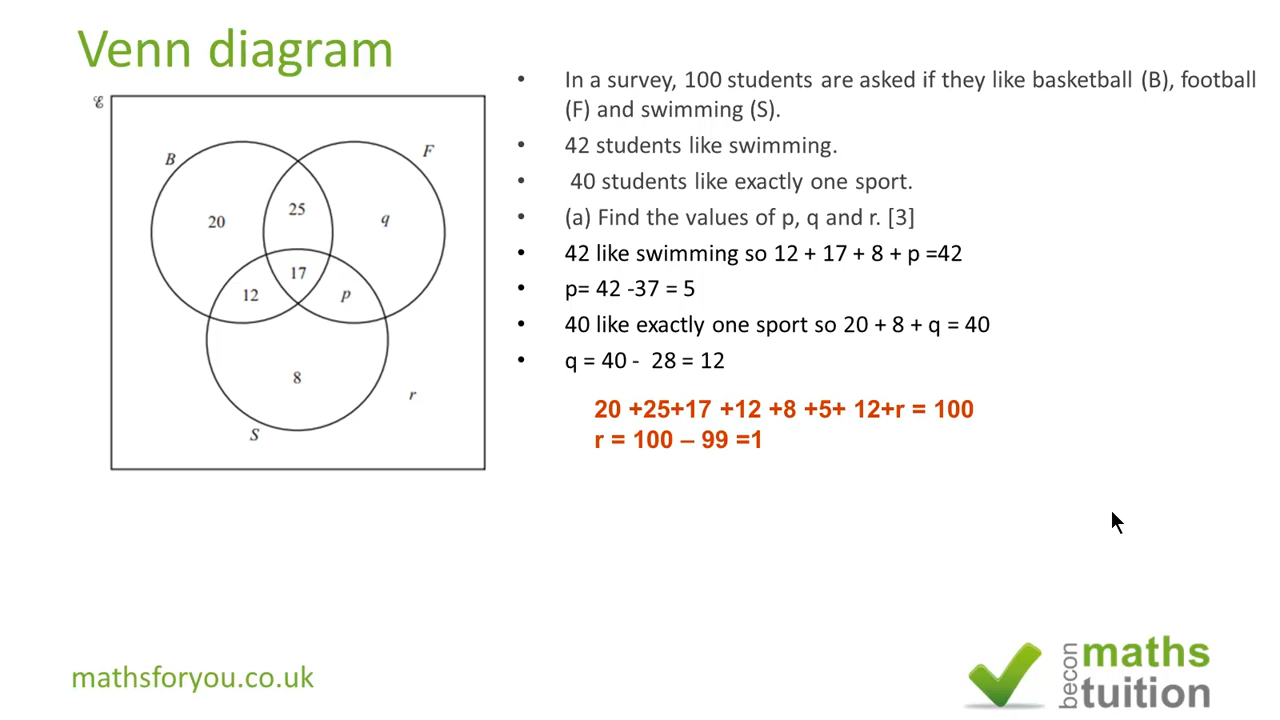 Venn diagram
ℰ
B
F
20
25
q
17
12
p
8
r
S
• In a survey, 100 students are asked if they like basketball (B), football
(F) and swimming (S).
• 42 students like swimming.
• 40 students like exactly one sport.
• (a) Find the values of p, q and r. [3]
• 42 like swimming so 12 + 17 + 8 + p =42
• p= 42 -37 = 5
• 40 like exactly one sport so 20 + 8 + q = 40
• q = 40 - 28 = 12
20 +25+17 +12 +8 +5+ 12+r = 100
r = 100 – 99 =1
mathsforyou.co.uk
becon
maths
tuition